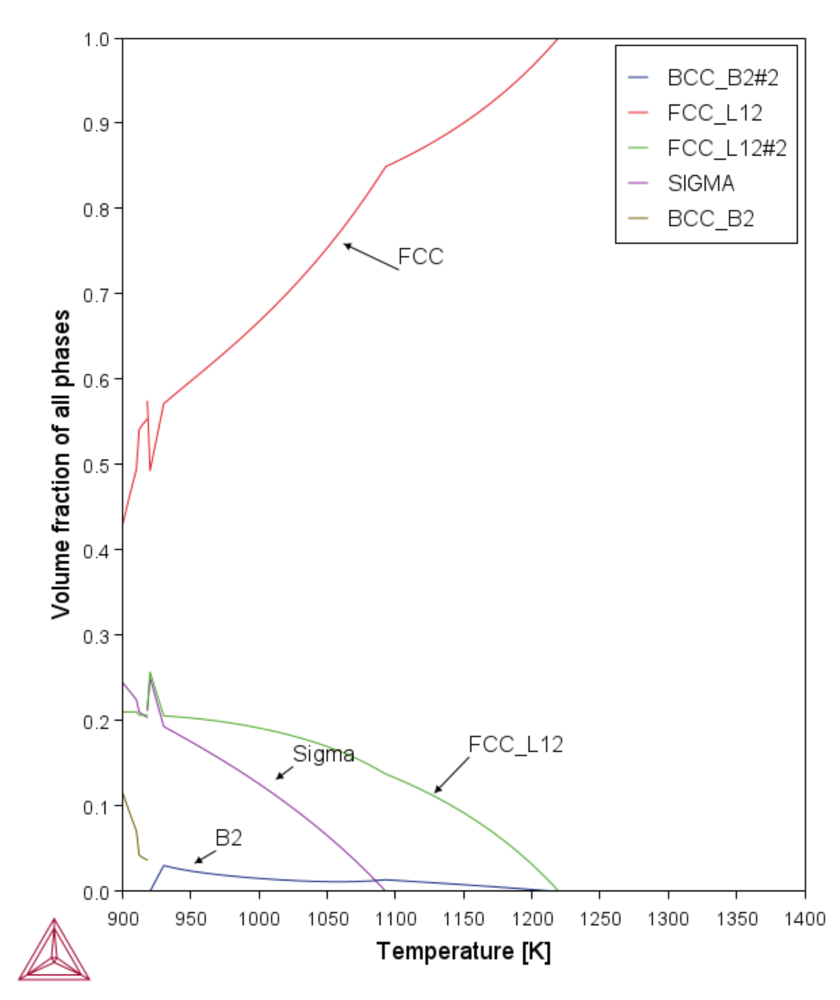 1.0
0.9
0.8
0.7
0.6
0.5
0.4
0.3
0.2
0.1
0.0
Volume fraction of all phases
BCC_B2#2
FCC_L12
FCC_L12#2
SIGMA
BCC_B2
FCC
FCC_L12
Sigma
B2
900 950 1000 1050 1100 1150 1200 1250 1300 1350 1400
Temperature [K]